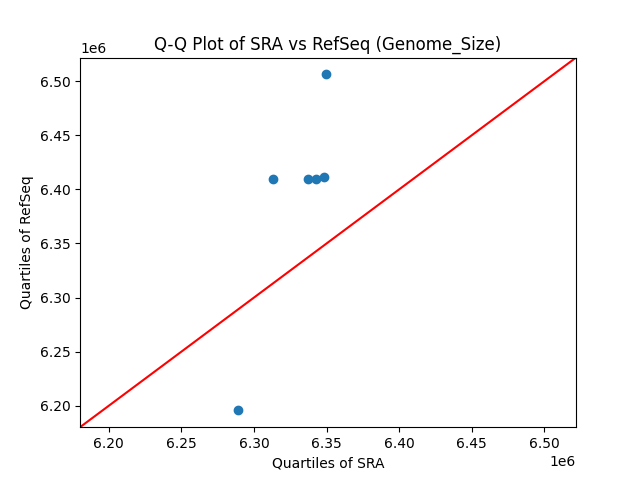 Q-Q Plot of SRA vs RefSeq (Genome_Size)
1e6
6.50
6.45
6.40
6.35
6.30
6.25
6.20
Quartiles of RefSeq
6.20 6.25 6.30 6.35 6.40 6.45 6.50
1e6
Quartiles of SRA